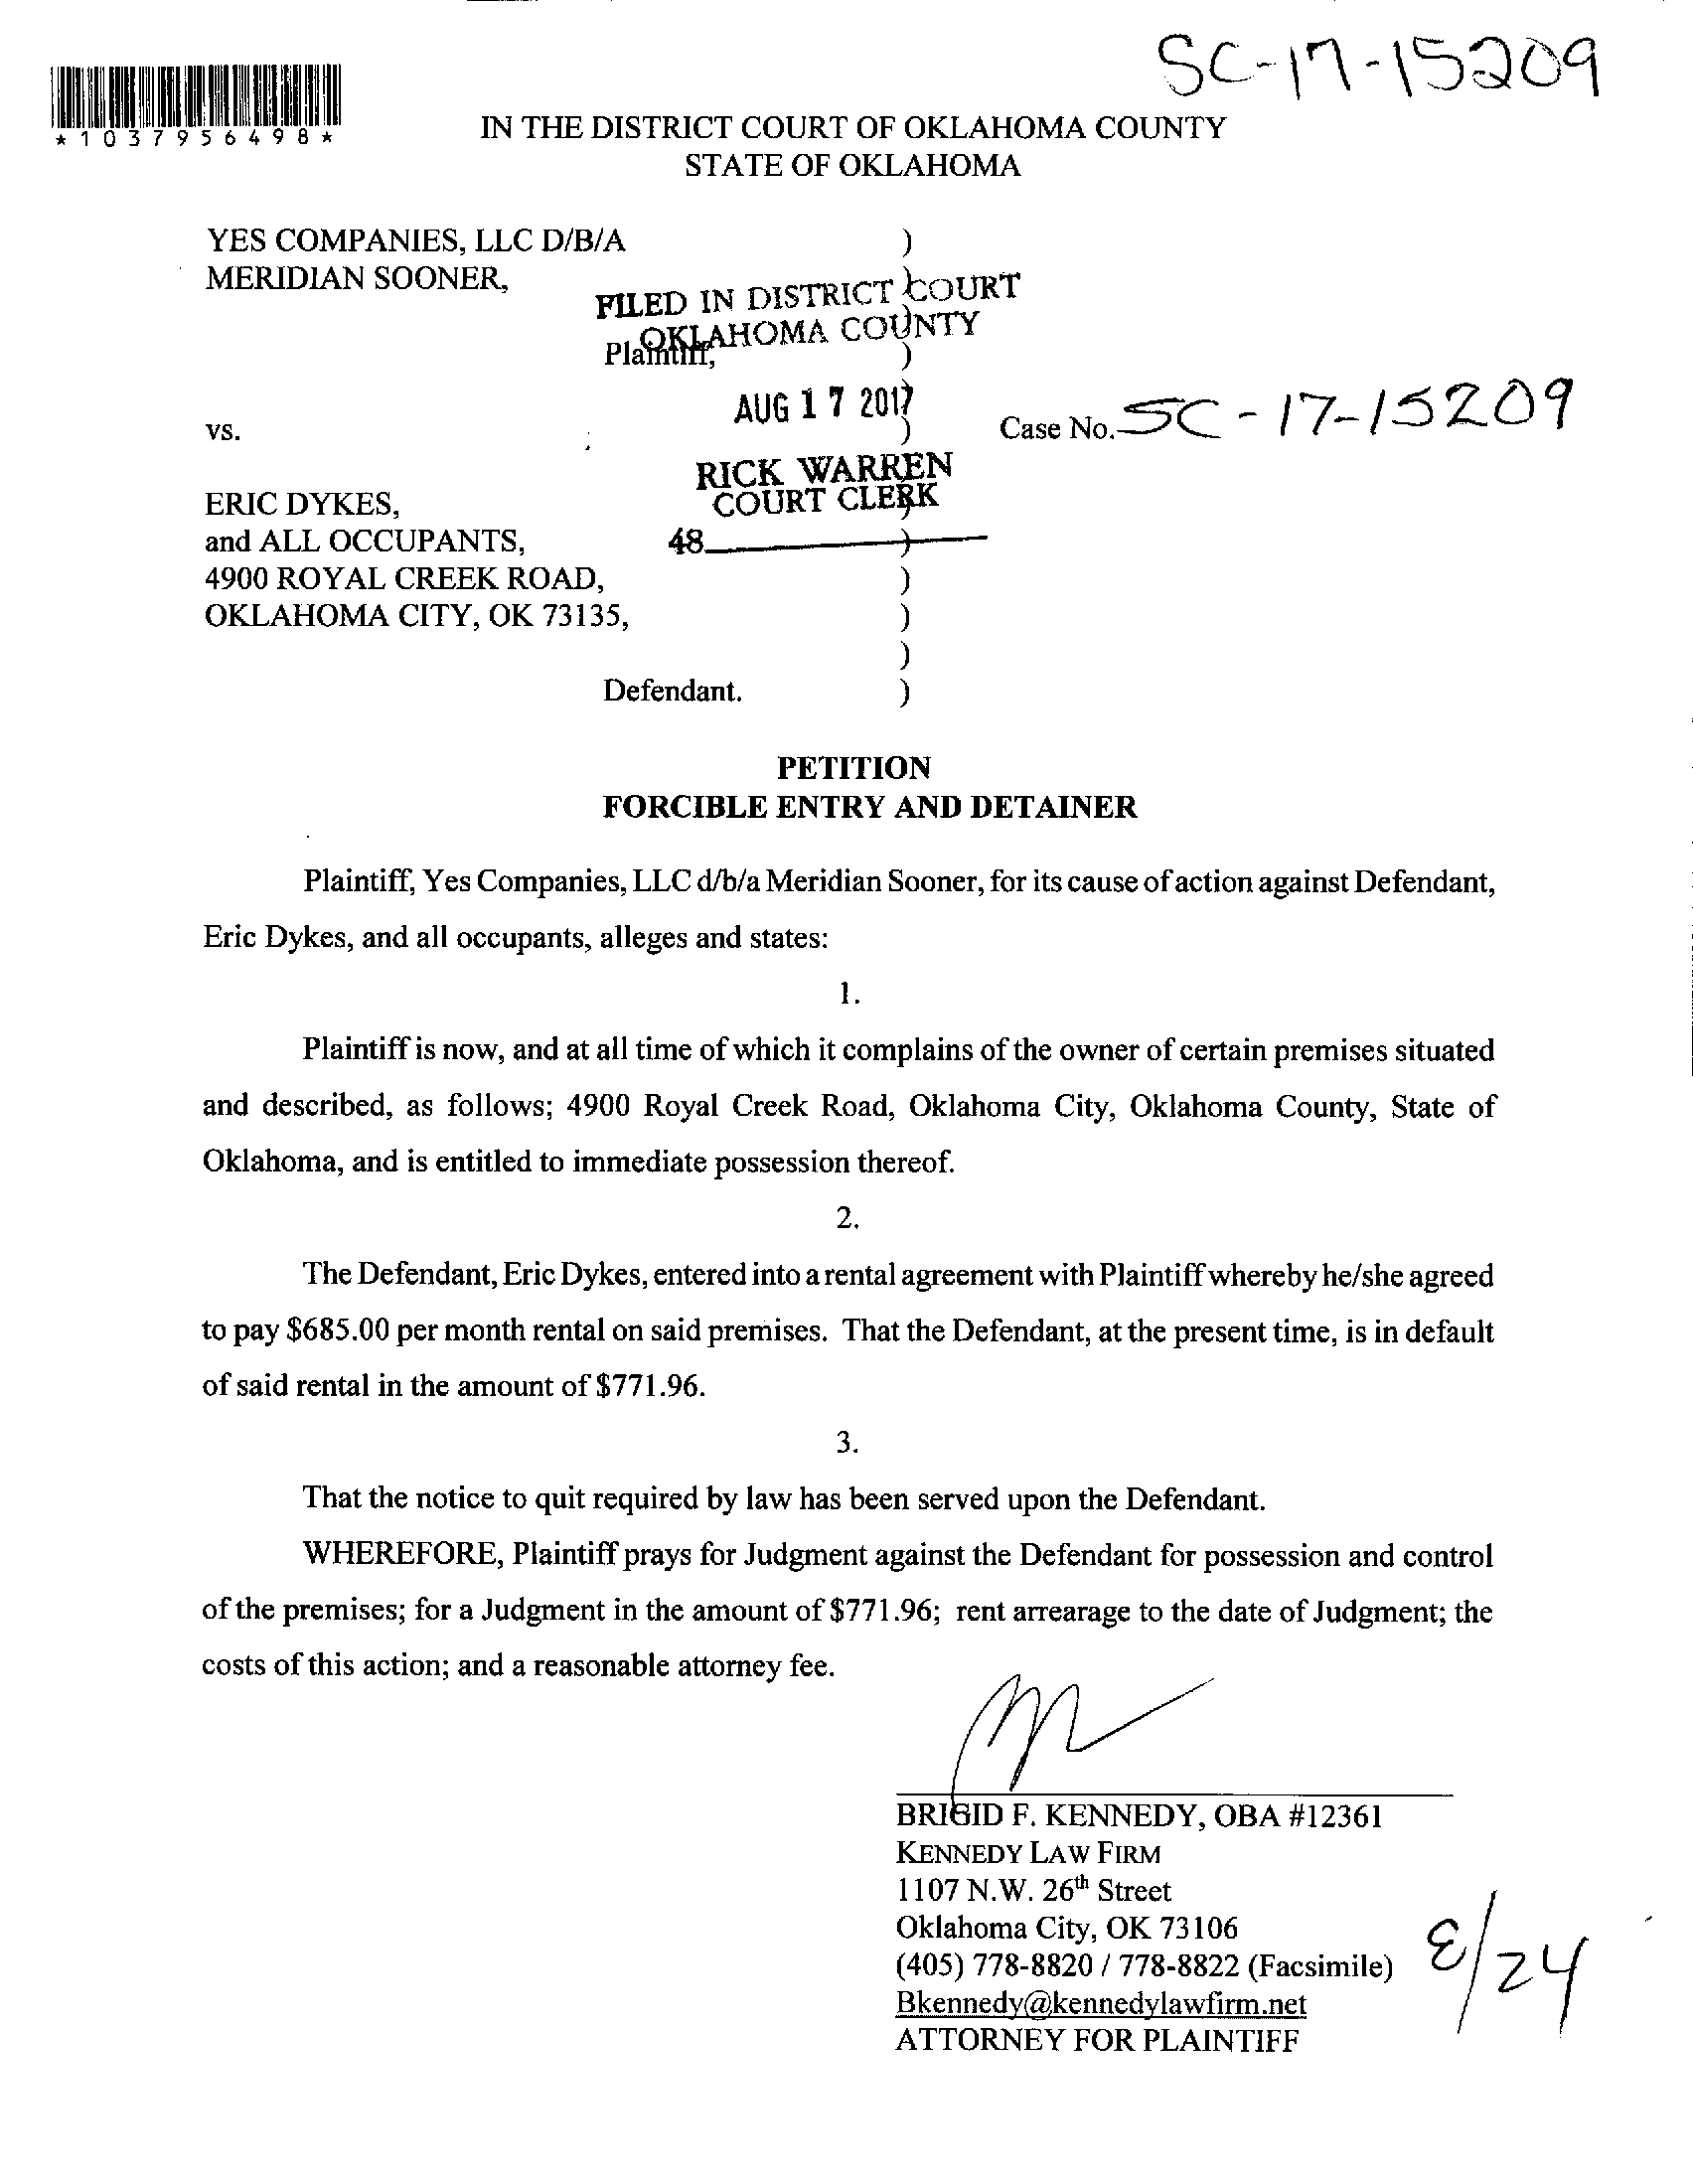 SC-17-15209
*1037956498*
IN THE DISTRICT COURT OF OKLAHOMA COUNTY
STATE OF OKLAHOMA
YES COMPANIES, LLC D/B/A )
MERIDIAN SOONER, )
FILED IN DISTRICT COURT
OKLAHOMA COUNTY )
Plaintiff, )
AUG 17 2017 )
vs. ) Case No. SC-17-15209
RICK WARREN
COURT CLERK
ERIC DYKES, )
and ALL OCCUPANTS, 48 )
4900 ROYAL CREEK ROAD, )
OKLAHOMA CITY, OK 73135, )
)
Defendant. )
PETITION
FORCIBLE ENTRY AND DETAINER
Plaintiff, Yes Companies, LLC d/b/a Meridian Sooner, for its cause of action against Defendant,
Eric Dykes, and all occupants, alleges and states:
1.
Plaintiff is now, and at all time of which it complains of the owner of certain premises situated
and described, as follows; 4900 Royal Creek Road, Oklahoma City, Oklahoma County, State of
Oklahoma, and is entitled to immediate possession thereof.
2.
The Defendant, Eric Dykes, entered into a rental agreement with Plaintiff whereby he/she agreed
to pay $685.00 per month rental on said premises. That the Defendant, at the present time, is in default
of said rental in the amount of $771.96.
3.
That the notice to quit required by law has been served upon the Defendant.
WHEREFORE, Plaintiff prays for Judgment against the Defendant for possession and control
of the premises; for a Judgment in the amount of $771.96; rent arrearage to the date of Judgment; the
costs of this action; and a reasonable attorney fee.
BRIGID F. KENNEDY, OBA #12361
KENNEDY LAW FIRM
1107 N.W. 26th Street
Oklahoma City, OK 73106
(405) 778-8820 / 778-8822 (Facsimile)
Bkennedy@kennedylawfirm.net
ATTORNEY FOR PLAINTIFF
8/24